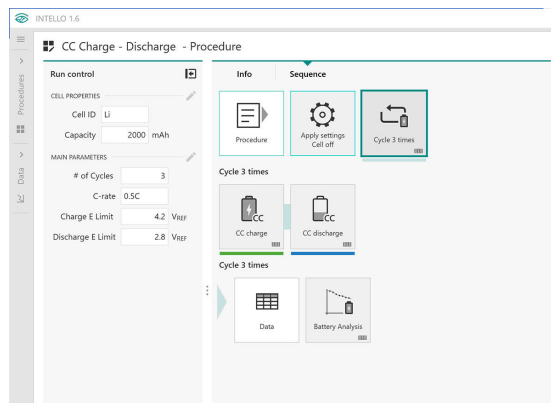 INTELLO 1.6
CC Charge - Discharge - Procedure
Procedures
Data
Run control
CELL PROPERTIES
Cell ID Li
Capacity 2000 mAh
MAIN PARAMETERS
# of Cycles 3
C-rate 0.5C
Charge E Limit 4.2 VREF
Discharge E Limit 2.8 VREF
Info Sequence
Procedure
Apply settings
Cell off
Cycle 3 times
Cycle 3 times
CC
CC charge
CC
CC discharge
Cycle 3 times
Data
Battery Analysis